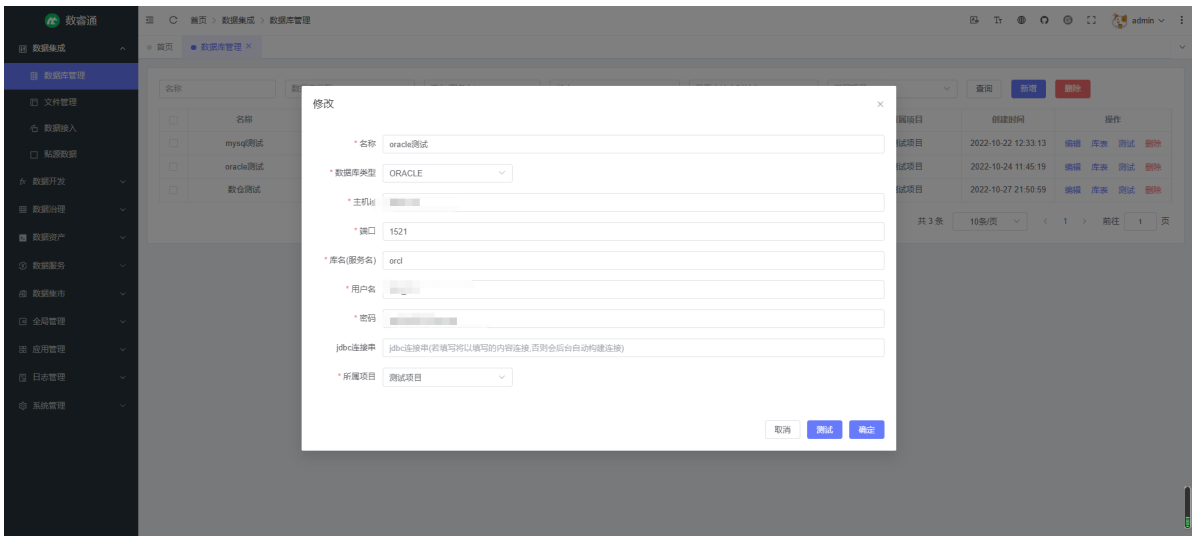 数睿通
首页 > 数据集成 > 数据库管理
admin
数据集成
首页
数据库管理 ×
数据库管理
名称
查询
新增
删除
文件管理
修改
名称
创建时间
操作
数据接入
* 名称 oracle测试
mysql测试
2022-10-22 12:33:13 编辑 库表 测试 删除
贴源数据
* 数据库类型 ORACLE
oracle测试
2022-10-24 11:45:19 编辑 库表 测试 删除
数据开发
数仓测试
2022-10-27 21:50:59 编辑 库表 测试 删除
* 主机ip
数据治理
共 3 条 10条/页 < 1 > 前往 1 页
* 端口 1521
数据资产
* 库名(服务名) orcl
数据服务
* 用户名
数据集市
* 密码
全局管理
jdbc连接串 jdbc连接串(若填写将以填写的内容连接,否则会后台自动构建连接)
应用管理
* 所属项目 测试项目
日志管理
系统管理
取消 测试 确定